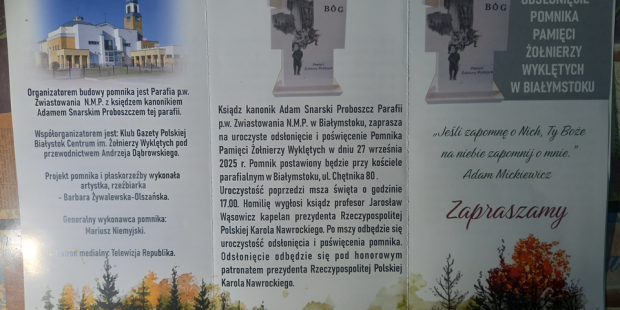 Organizatorem budowy pomnika jest Parafia p.w.
Zwiastowania N.M.P. z księdzem kanonikiem
Adamem Snarskim Proboszczem tej parafii.
Współorganizatorem jest: Klub Gazety Polskiej
Białystok Centrum im. Żołnierzy Wyklętych pod
przewodnictwem Andrzeja Dąbrowskiego.
Projekt pomnika i płaskorzeźby wykonała
artystka, rzeźbiarka
- Barbara Żywalewska-Olszańska.
Generalny wykonawca pomnika:
Mariusz Niemyjski.
medialny: Telewizja Republika.
BÓG
Ksiądz kanonik Adam Snarski Proboszcz Parafii
p.w. Zwiastowania N.M.P. w Białymstoku, zaprasza
na uroczyste odsłonięcie i poświęcenie Pomnika
Pamięci Żołnierzy Wyklętych w dniu 27 września
2025 r. Pomnik postawiony będzie przy kościele
parafialnym w Białymstoku, ul. Chętnika 80.
Uroczystość poprzedzi msza święta o godzinie
17.00. Homilię wygłosi ksiądz profesor Jarosław
Wąsowicz kapelan prezydenta Rzeczypospolitej
Polskiej Karola Nawrockiego. Po mszy odbędzie się
uroczystość odsłonięcia i poświęcenia pomnika.
Odsłonięcie odbędzie się pod honorowym
patronatem prezydenta Rzeczypospolitej Polskiej
Karola Nawrockiego.
BÓG
ODSŁONIĘCIE
POMNIKA
PAMIĘCI
ŻOŁNIERZY
WYKLĘTYCH
W BIAŁYMSTOKU
„Jeśli zapomnę o Nich, Ty Boże
na niebie zapomnij o mnie."
Adam Mickiewicz
Zapraszamy